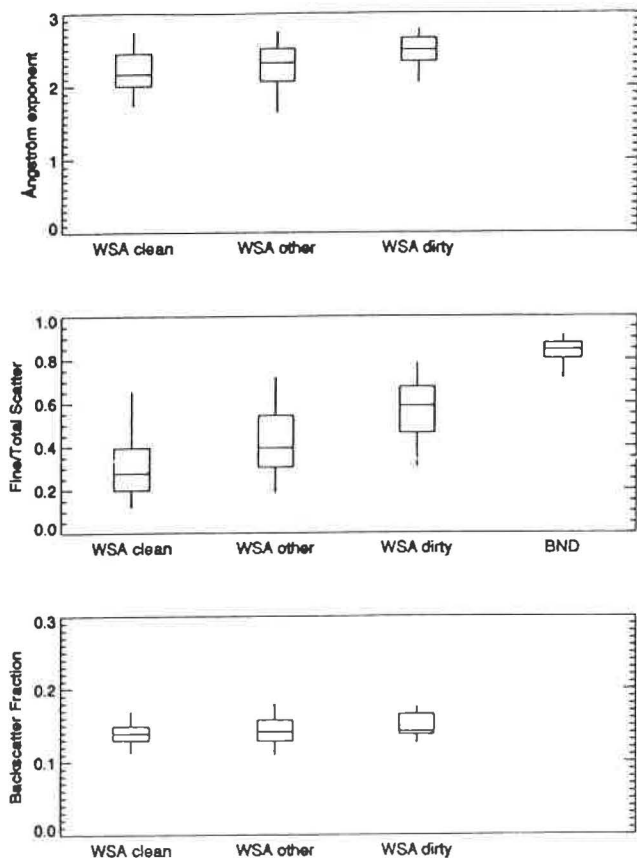 3
2
1
0
Ångström exponent
WSA clean WSA other WSA dirty
1.0
0.8
0.6
0.4
0.2
0.0
Fine/Total Scatter
WSA clean WSA other WSA dirty BND
0.3
0.2
0.1
0.0
Backscatter Fraction
WSA clean WSA other WSA dirty